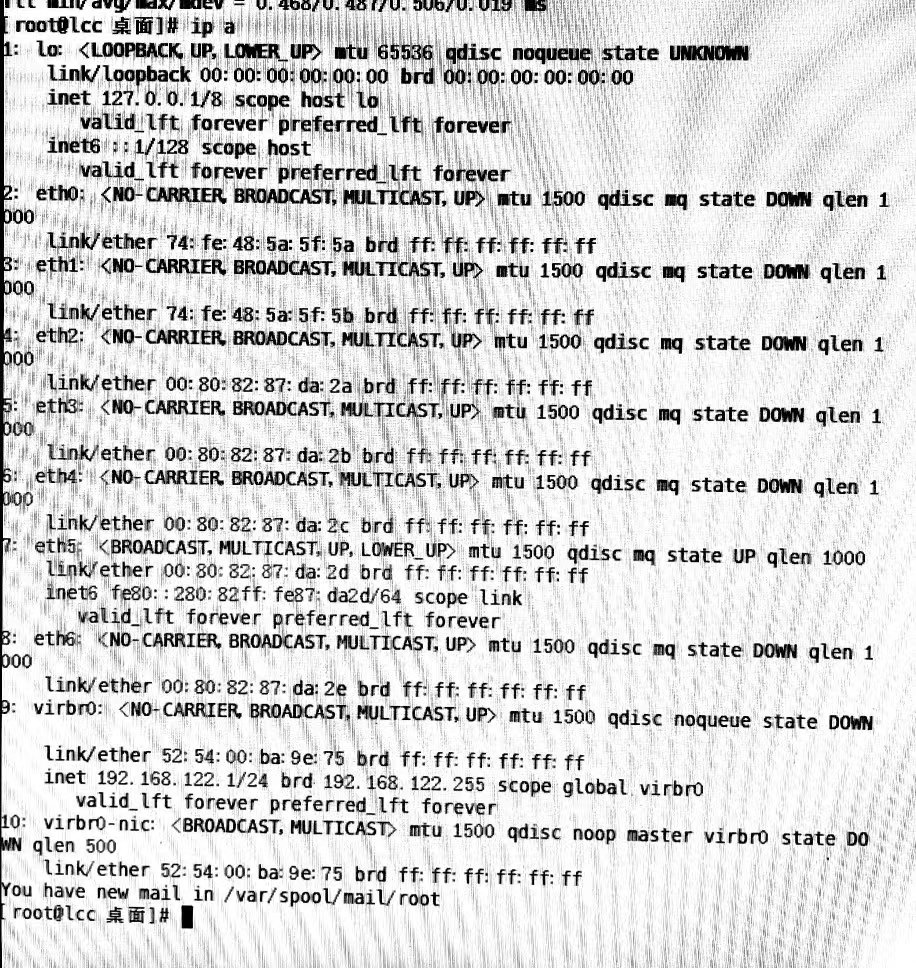 rtt min/avg/max/mdev = 0.468/0.487/0.506/0.019 ms
[root@lcc 桌面]# ip a
1: lo: <LOOPBACK,UP,LOWER_UP> mtu 65536 qdisc noqueue state UNKNOWN
link/loopback 00:00:00:00:00:00 brd 00:00:00:00:00:00
inet 127.0.0.1/8 scope host lo
valid_lft forever preferred_lft forever
inet6 ::1/128 scope host
valid_lft forever preferred_lft forever
2: eth0: <NO-CARRIER,BROADCAST,MULTICAST,UP> mtu 1500 qdisc mq state DOWN qlen 1
000
link/ether 74:fe:48:5a:5f:5a brd ff:ff:ff:ff:ff:ff
3: eth1: <NO-CARRIER,BROADCAST,MULTICAST,UP> mtu 1500 qdisc mq state DOWN qlen 1
000
link/ether 74:fe:48:5a:5f:5b brd ff:ff:ff:ff:ff:ff
4: eth2: <NO-CARRIER,BROADCAST,MULTICAST,UP> mtu 1500 qdisc mq state DOWN qlen 1
000
link/ether 00:80:82:87:da:2a brd ff:ff:ff:ff:ff:ff
5: eth3: <NO-CARRIER,BROADCAST,MULTICAST,UP> mtu 1500 qdisc mq state DOWN qlen 1
000
link/ether 00:80:82:87:da:2b brd ff:ff:ff:ff:ff:ff
6: eth4: <NO-CARRIER,BROADCAST,MULTICAST,UP> mtu 1500 qdisc mq state DOWN qlen 1
000
link/ether 00:80:82:87:da:2c brd ff:ff:ff:ff:ff:ff
7: eth5: <BROADCAST,MULTICAST,UP,LOWER_UP> mtu 1500 qdisc mq state UP qlen 1000
link/ether 00:80:82:87:da:2d brd ff:ff:ff:ff:ff:ff
inet6 fe80::280:82ff:fe87:da2d/64 scope link
valid_lft forever preferred_lft forever
8: eth6: <NO-CARRIER,BROADCAST,MULTICAST,UP> mtu 1500 qdisc mq state DOWN qlen 1
000
link/ether 00:80:82:87:da:2e brd ff:ff:ff:ff:ff:ff
9: virbr0: <NO-CARRIER,BROADCAST,MULTICAST,UP> mtu 1500 qdisc noqueue state DOWN
link/ether 52:54:00:ba:9e:75 brd ff:ff:ff:ff:ff:ff
inet 192.168.122.1/24 brd 192.168.122.255 scope global virbr0
valid_lft forever preferred_lft forever
10: virbr0-nic: <BROADCAST,MULTICAST> mtu 1500 qdisc noop master virbr0 state DO
WN qlen 500
link/ether 52:54:00:ba:9e:75 brd ff:ff:ff:ff:ff:ff
You have new mail in /var/spool/mail/root
[root@lcc 桌面]#